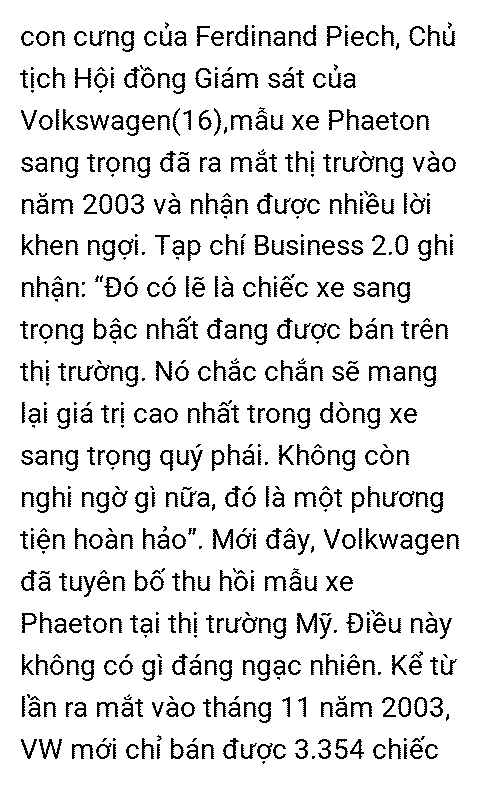 con cưng của Ferdinand Piech, Chủ
tịch Hội đồng Giám sát của
Volkswagen(16),mẫu xe Phaeton
sang trọng đã ra mắt thị trường vào
năm 2003 và nhận được nhiều lời
khen ngợi. Tạp chí Business 2.0 ghi
nhận: “Đó có lẽ là chiếc xe sang
trọng bậc nhất đang được bán trên
thị trường. Nó chắc chắn sẽ mang
lại giá trị cao nhất trong dòng xe
sang trọng quý phái. Không còn
nghi ngờ gì nữa, đó là một phương
tiện hoàn hảo”. Mới đây, Volkwagen
đã tuyên bố thu hồi mẫu xe
Phaeton tại thị trường Mỹ. Điều này
không có gì đáng ngạc nhiên. Kể từ
lần ra mắt vào tháng 11 năm 2003,
VW mới chỉ bán được 3.354 chiếc